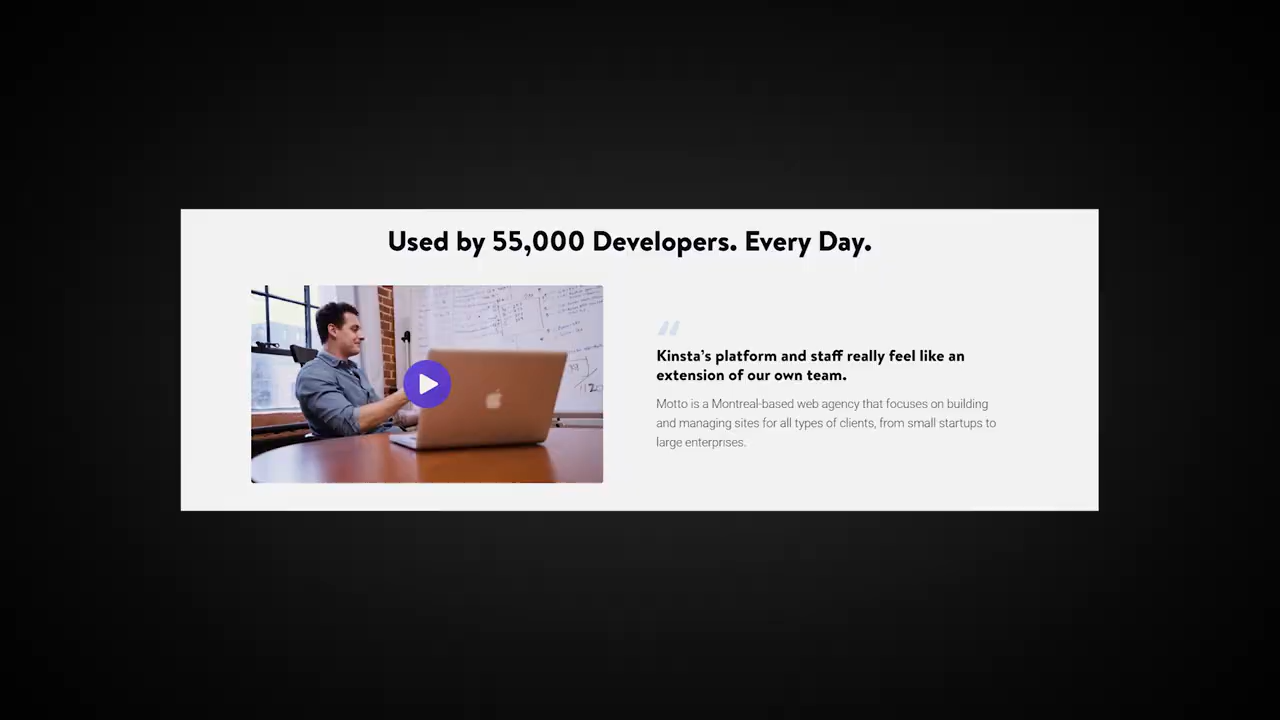 Used by 55,000 Developers. Every Day.
Kinsta's platform and staff really feel like an
extension of our own team.
Motto is a Montreal-based web agency that focuses on building
and managing sites for all types of clients, from small startups to
large enterprises.